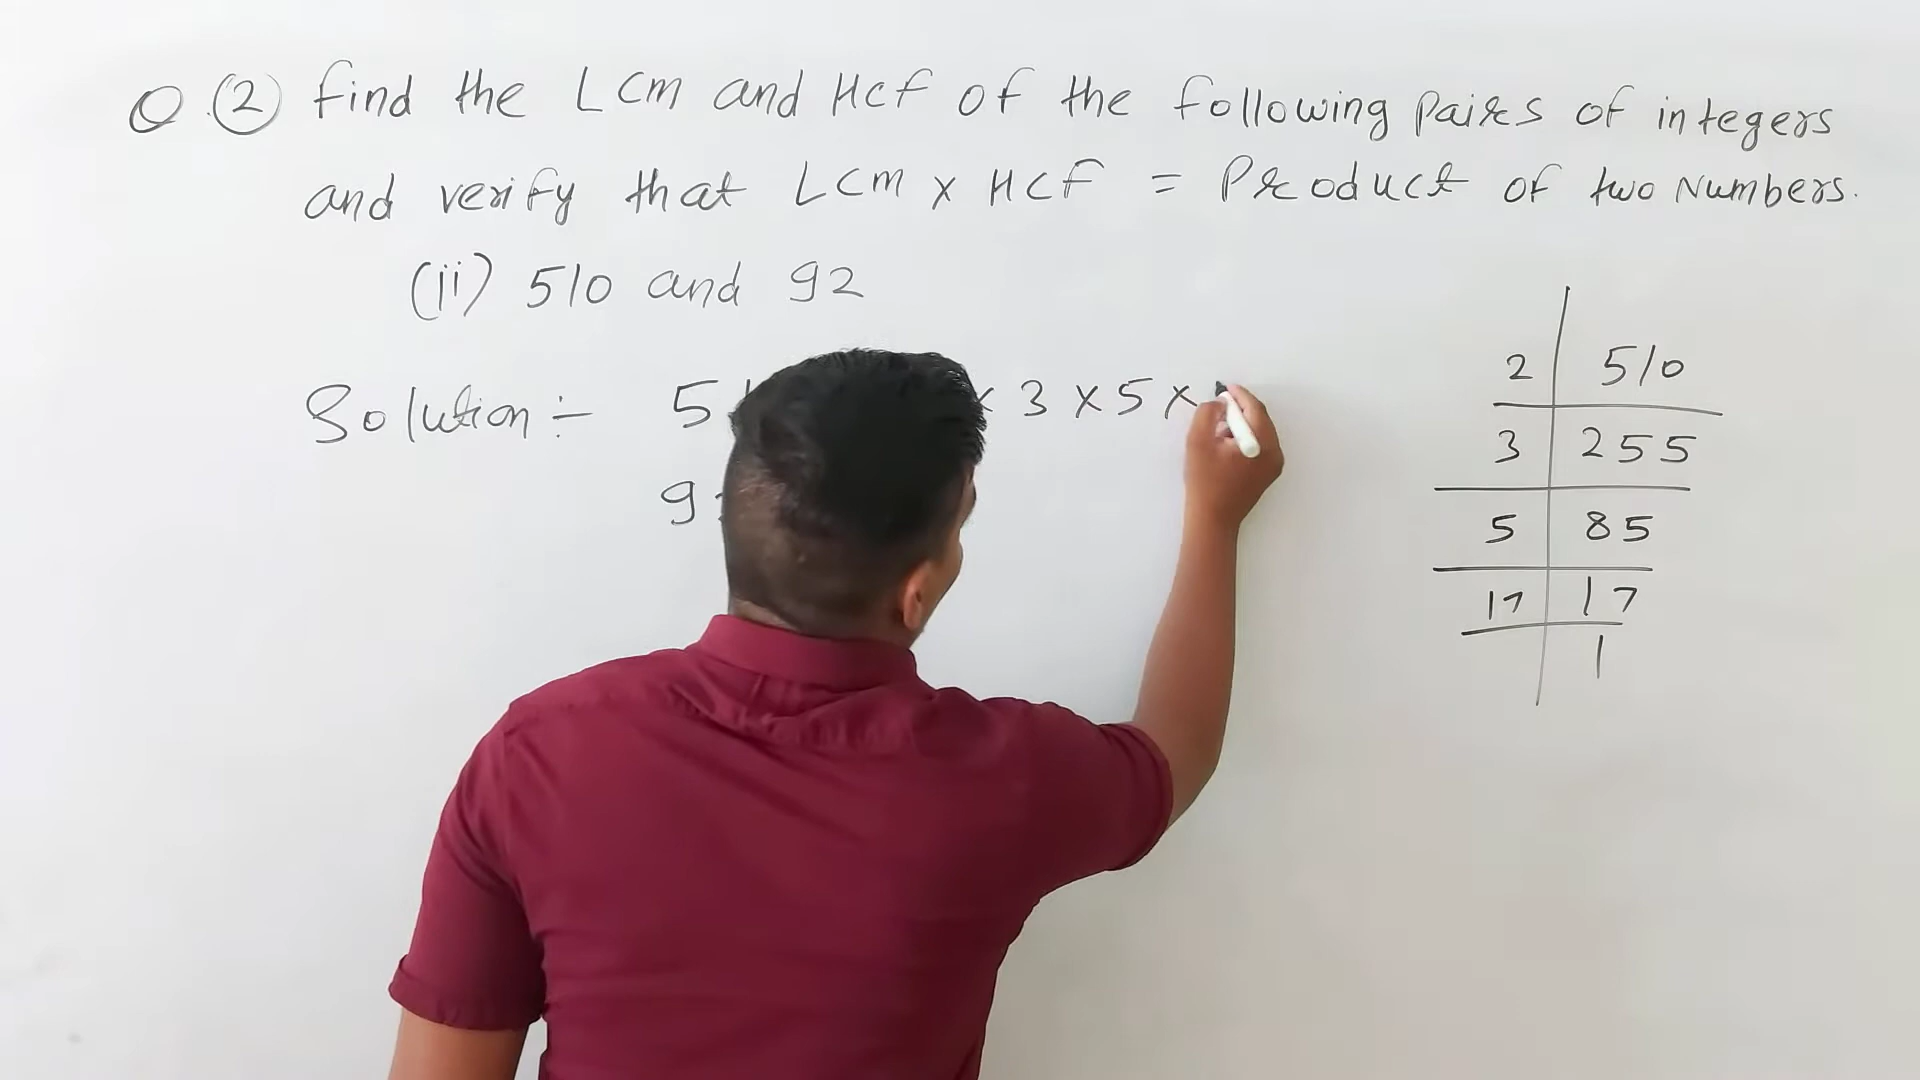 Q.(2) Find the LCM and HCF of the following Pairs of integers
and verify that LCM x HCF = Product of two Numbers.
(ii) 510 and 92
Solution :- 5 x 3 x 5 x
9
2 | 510
3 | 255
5 | 85
17 | 17
1